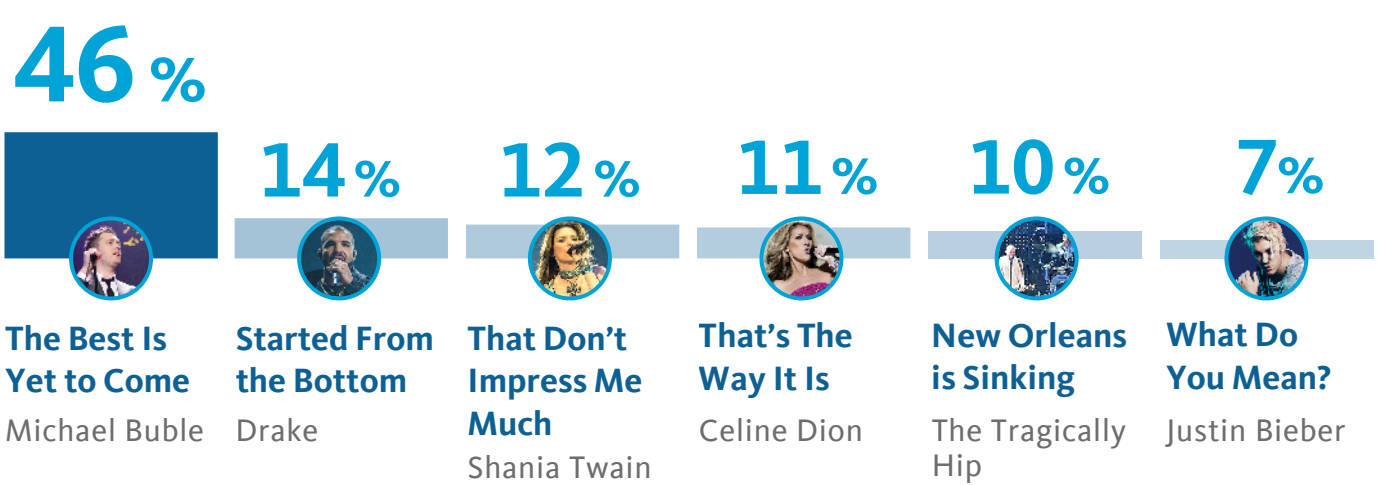 46 %
14 %
12 %
11 %
10 %
7%
The Best Is
Yet to Come
Michael Buble
Started From
the Bottom
Drake
That Don't
Impress Me
Much
Shania Twain
That's The
Way It Is
Celine Dion
New Orleans
is Sinking
The Tragically
Hip
What Do
You Mean?
Justin Bieber